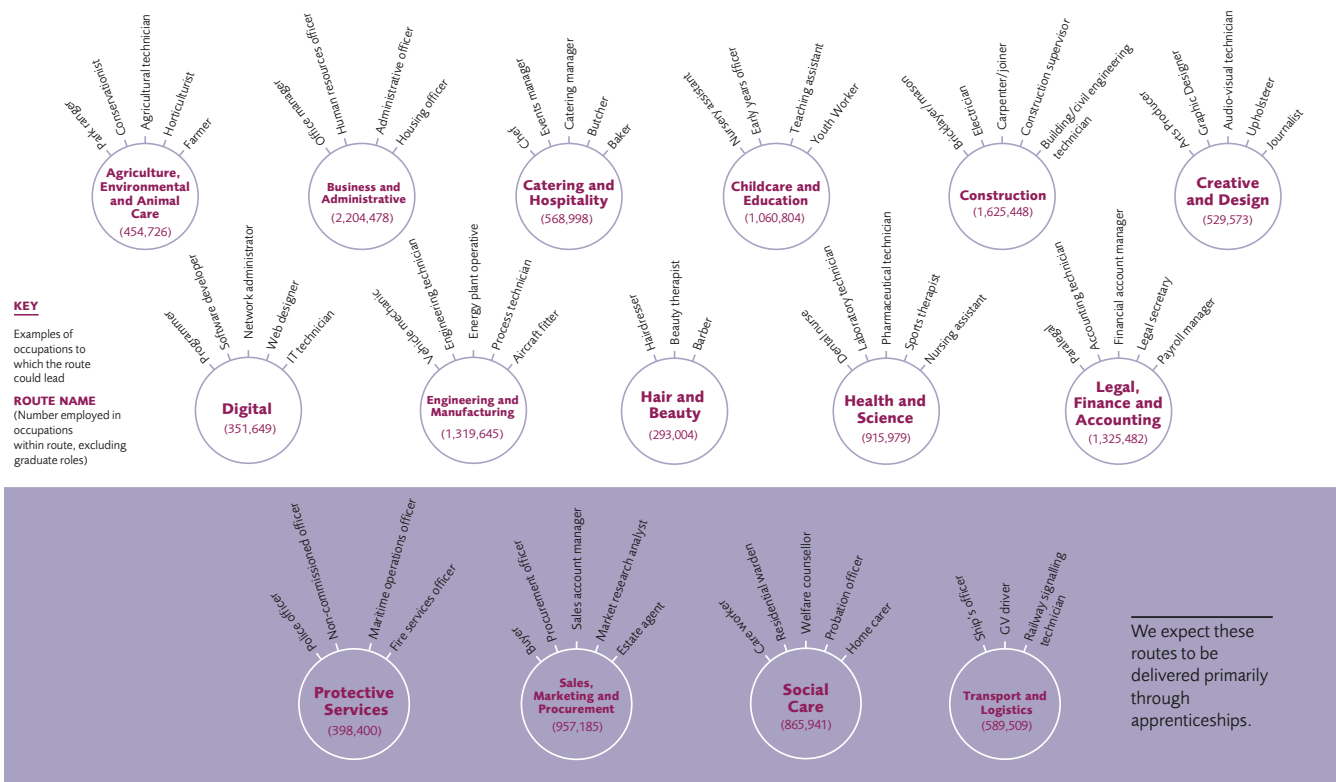 Park ranger
Conservationist
Agricultural technician
Horticulturist
Farmer
Agriculture,
Environmental
and Animal
Care
(454,726)
Office manager
Human resources officer
Administrative officer
Housing officer
Business and
Administrative
(2,204,478)
Chef
Events manager
Catering manager
Butcher
Baker
Catering and
Hospitality
(568,998)
Nursery assistant
Early years officer
Teaching assistant
Youth Worker
Childcare and
Education
(1,060,804)
Bricklayer/mason
Electrician
Carpenter/joiner
Construction supervisor
Building/civil engineering
technician
Construction
(1,625,448)
Arts Producer
Graphic Designer
Audio-visual technician
Upholsterer
Journalist
Creative
and Design
(529,573)
KEY
Examples of
occupations to
which the route
could lead
ROUTE NAME
(Number employed in
occupations
within route, excluding
graduate roles)
Programmer
Software developer
Network administrator
Web designer
IT technician
Digital
(351,649)
Vehicle mechanic
Engineering technician
Energy plant operative
Process technician
Aircraft fitter
Engineering and
Manufacturing
(1,319,645)
Hairdresser
Beauty therapist
Barber
Hair and
Beauty
(293,004)
Dental nurse
Laboratory technician
Pharmaceutical technician
Sports therapist
Nursing assistant
Health and
Science
(915,979)
Paralegal
Accounting technician
Financial account manager
Legal secretary
Payroll manager
Legal,
Finance and
Accounting
(1,325,482)
Police officer
Non-commissioned officer
Maritime operations officer
Fire services officer
Protective
Services
(398,400)
Buyer
Procurement officer
Sales account manager
Market research analyst
Estate agent
Sales,
Marketing and
Procurement
(957,185)
Care worker
Residential warden
Welfare counsellor
Probation officer
Home carer
Social
Care
(865,941)
Ship's officer
GV driver
Railway signalling
technician
Transport and
Logistics
(589,509)
We expect these
routes to be
delivered primarily
through
apprenticeships.